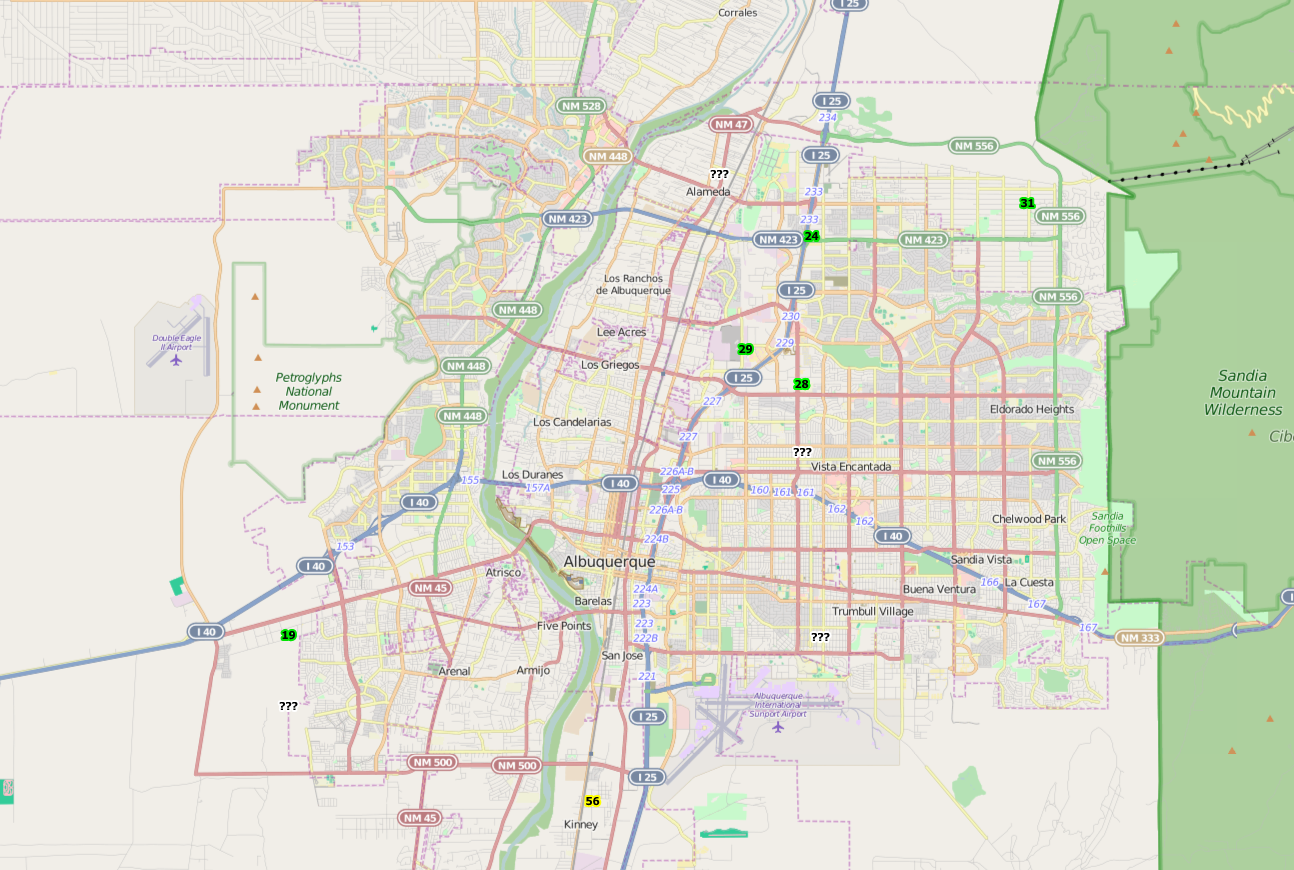 Corrales
I 25
I 25
NM 528
234
NM 47
NM 556
I 25
NM 448
???
Alameda
233
31
NM 556
NM 423
233
24
NM 423
NM 423
Los Ranchos
de Albuquerque
I 25
NM 556
NM 448
230
Lee Acres
Double Eagle
II Airport
229
29
Los Griegos
NM 448
I 25
28
Petroglyphs
National
Monument
Sandia
Mountain
Wilderness
227
Eldorado Heights
NM 448
Los Candelarias
227
Cibo
???
Vista Encantada
NM 556
226A-B
Los Duranes
155
157A
I 40
225
I 40
160
161
161
I 40
226A-B
162
162
Chelwood Park
Sandia
Foothills
Open Space
224B
I 40
153
Albuquerque
Sandia Vista
I 40
Atrisco
166
La Cuesta
NM 45
224A
Buena Ventura
I
Barelas
223
167
Trumbull Village
Five Points
223
167
I 40
19
222B
???
NM 333
San Jose
Arenal
Armijo
221
Albuquerque
International
Sunport Airport
???
I 25
NM 500
NM 500
I 25
56
NM 45
Kinney